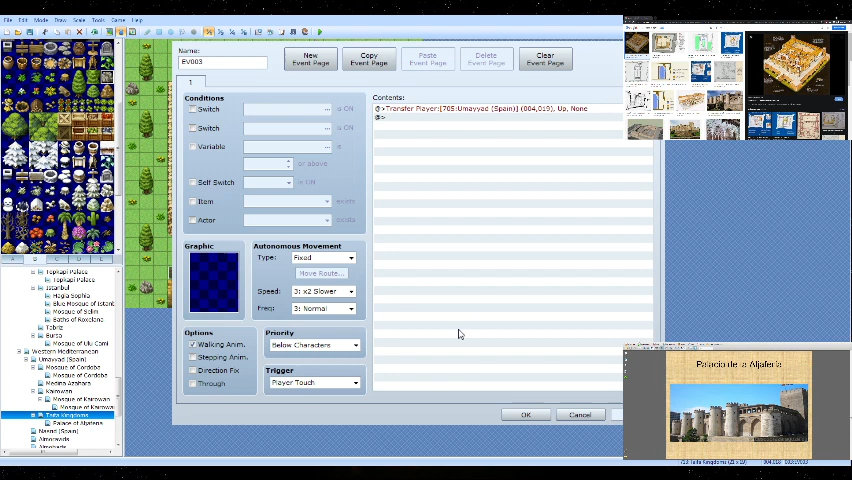 File Edit Mode Draw Scale Tools Game Help
Name:
EV003
New
Event Page
Copy
Event Page
Paste
Event Page
Delete
Event Page
Clear
Event Page
1
Conditions
Switch ... is ON
Switch ... is ON
Variable ... is
or above
Self Switch is ON
Item exists
Actor exists
Graphic
Autonomous Movement
Type: Fixed
Move Route...
Speed: 3: x2 Slower
Freq: 3: Normal
Options
Walking Anim.
Stepping Anim.
Direction Fix
Through
Priority
Below Characters
Trigger
Player Touch
Contents:
@>Transfer Player:[705:Umayyad (Spain)] (004,019), Up, None
@>
OK
Cancel
A B C D E
Topkapi Palace
Topkapi Palace
Istanbul
Hagia Sophia
Blue Mosque of Istanb
Mosque of Selim
Baths of Roxelana
Tabriz
Bursa
Mosque of Ulu Cami
Western Mediterranean
Umayyad (Spain)
Mosque of Cordoba
Mosque of Cordoba
Medina Azahara
Kairowan
Mosque of Kairowan
Mosque of Kairowan
Taifa Kingdoms
Palace of Aljaferia
Nasrid (Spain)
Almoravids
Almohads
Palacio de la Aljafería